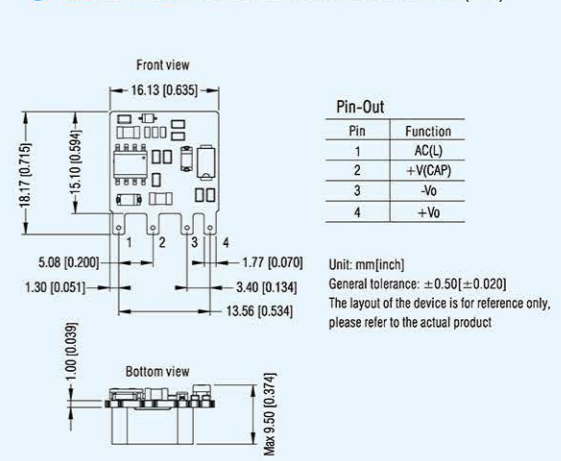 Front view
16.13 [0.635]
18.17 [0.715]
15.10 [0.594]
1 2 3 4
5.08 [0.200]
1.77 [0.070]
1.30 [0.051]
3.40 [0.134]
13.56 [0.534]
Pin-Out
Pin Function
1 AC(L)
2 +V(CAP)
3 -Vo
4 +Vo
Unit: mm[inch]
General tolerance: ±0.50[±0.020]
The layout of the device is for reference only,
please refer to the actual product
1.00 [0.039]
Bottom view
Max 9.50 [0.374]